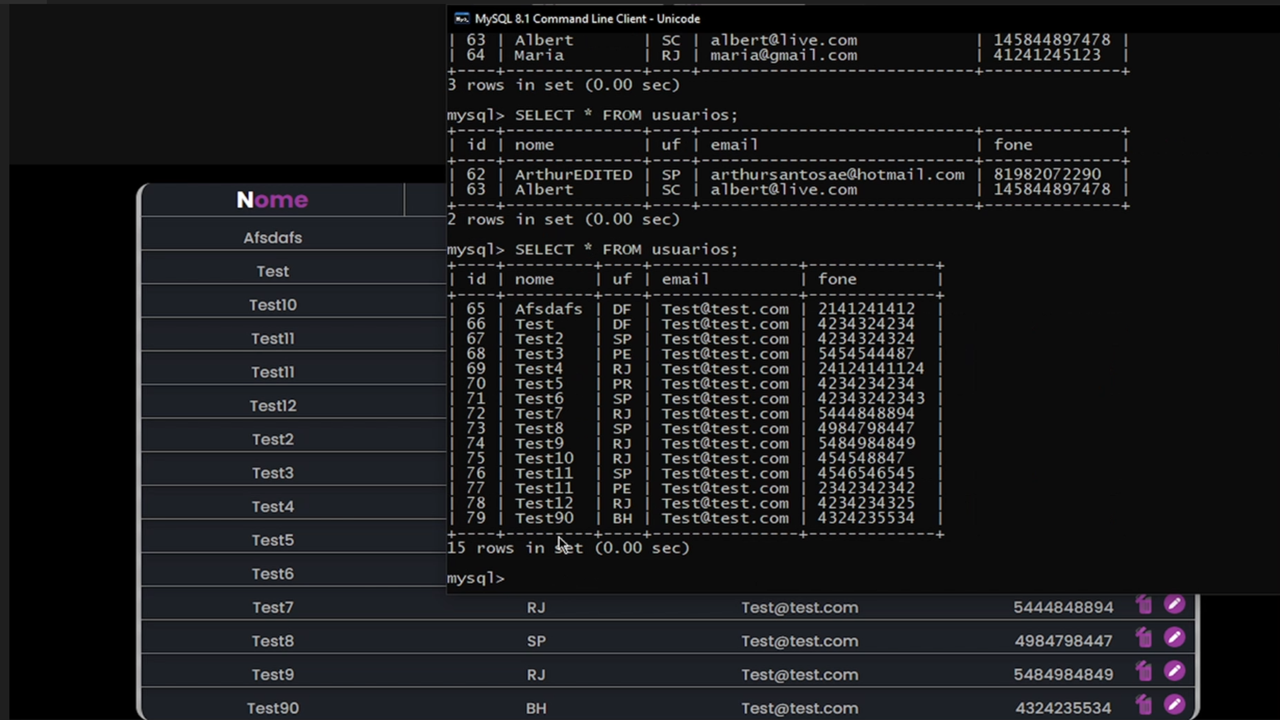 MySQL 8.1 Command Line Client - Unicode
| 63 | Albert | SC | albert@live.com | 145844897478 |
| 64 | Maria | RJ | maria@gmail.com | 41241245123 |
3 rows in set (0.00 sec)
mysql> SELECT * FROM usuarios;
| id | nome | uf | email | fone |
| 62 | ArthurEDITED | SP | arthursantosae@hotmail.com | 81982072290 |
| 63 | Albert | SC | albert@live.com | 145844897478 |
2 rows in set (0.00 sec)
mysql> SELECT * FROM usuarios;
| id | nome | uf | email | fone |
| 65 | Afsdafs | DF | Test@test.com | 2141241412 |
| 66 | Test | DF | Test@test.com | 4234324234 |
| 67 | Test2 | SP | Test@test.com | 4234324324 |
| 68 | Test3 | PE | Test@test.com | 5454544487 |
| 69 | Test4 | RJ | Test@test.com | 24124141124 |
| 70 | Test5 | PR | Test@test.com | 4234234234 |
| 71 | Test6 | SP | Test@test.com | 42343242343 |
| 72 | Test7 | RJ | Test@test.com | 5444848894 |
| 73 | Test8 | SP | Test@test.com | 4984798447 |
| 74 | Test9 | RJ | Test@test.com | 5484984849 |
| 75 | Test10 | RJ | Test@test.com | 454548847 |
| 76 | Test11 | SP | Test@test.com | 4546546545 |
| 77 | Test11 | PE | Test@test.com | 2342342342 |
| 78 | Test12 | RJ | Test@test.com | 4234234325 |
| 79 | Test90 | BH | Test@test.com | 4324235534 |
15 rows in set (0.00 sec)
mysql>
Nome
Afsdafs
Test
Test10
Test11
Test11
Test12
Test2
Test3
Test4
Test5
Test6
Test7 RJ Test@test.com 5444848894
Test8 SP Test@test.com 4984798447
Test9 RJ Test@test.com 5484984849
Test90 BH Test@test.com 4324235534